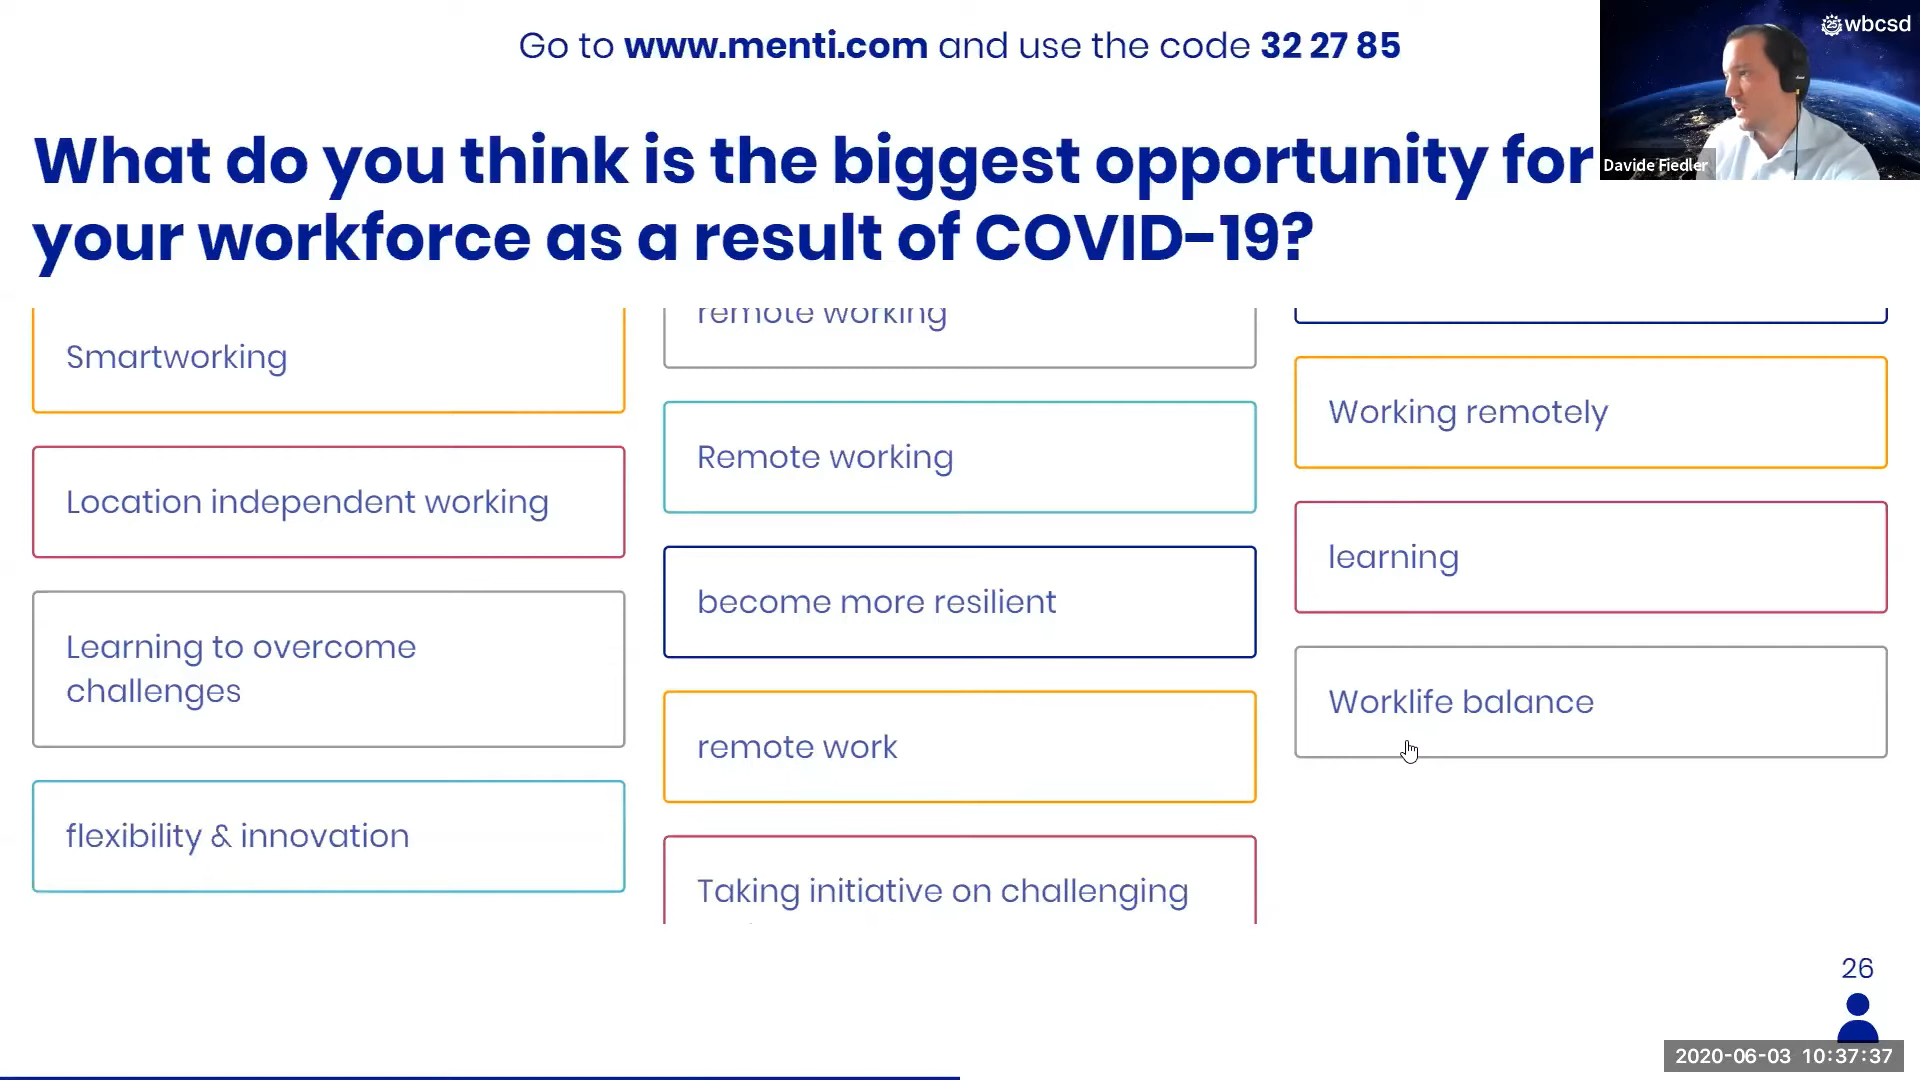 Go to www.menti.com and use the code 32 27 85
wbcsd
Davide Fiedler
What do you think is the biggest opportunity for
your workforce as a result of COVID-19?
Smartworking
Location independent working
Learning to overcome
challenges
flexibility & innovation
remote working
Remote working
become more resilient
remote work
Taking initiative on challenging
Working remotely
learning
Worklife balance
26
2020-06-03 10:37:37